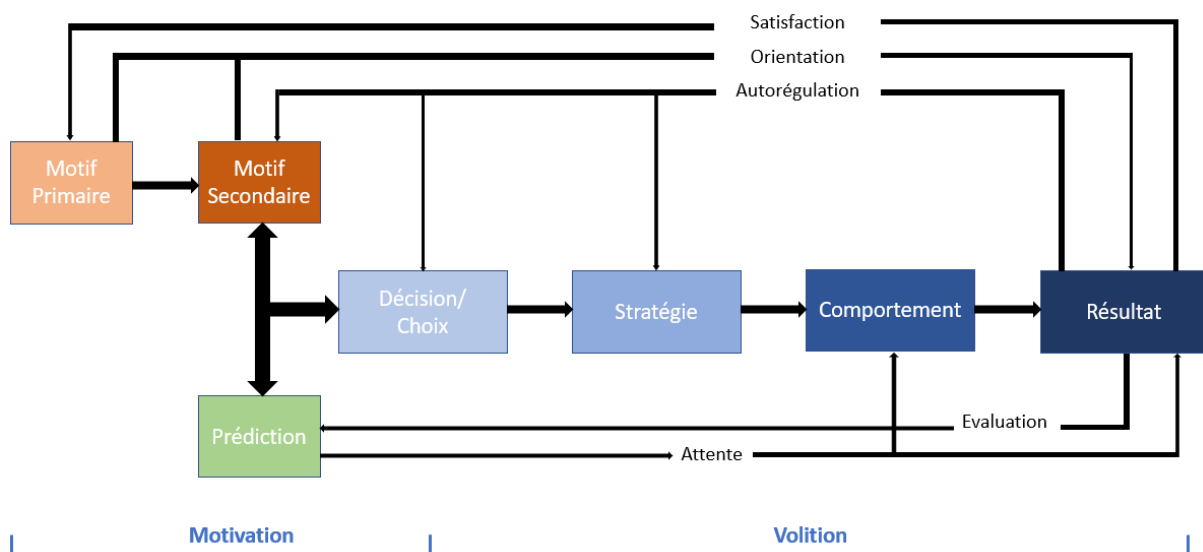 Satisfaction
Orientation
Autorégulation
Motif
Primaire
Motif
Secondaire
Décision/
Choix
Stratégie
Comportement
Résultat
Prédiction
Evaluation
Attente
Motivation
Volition